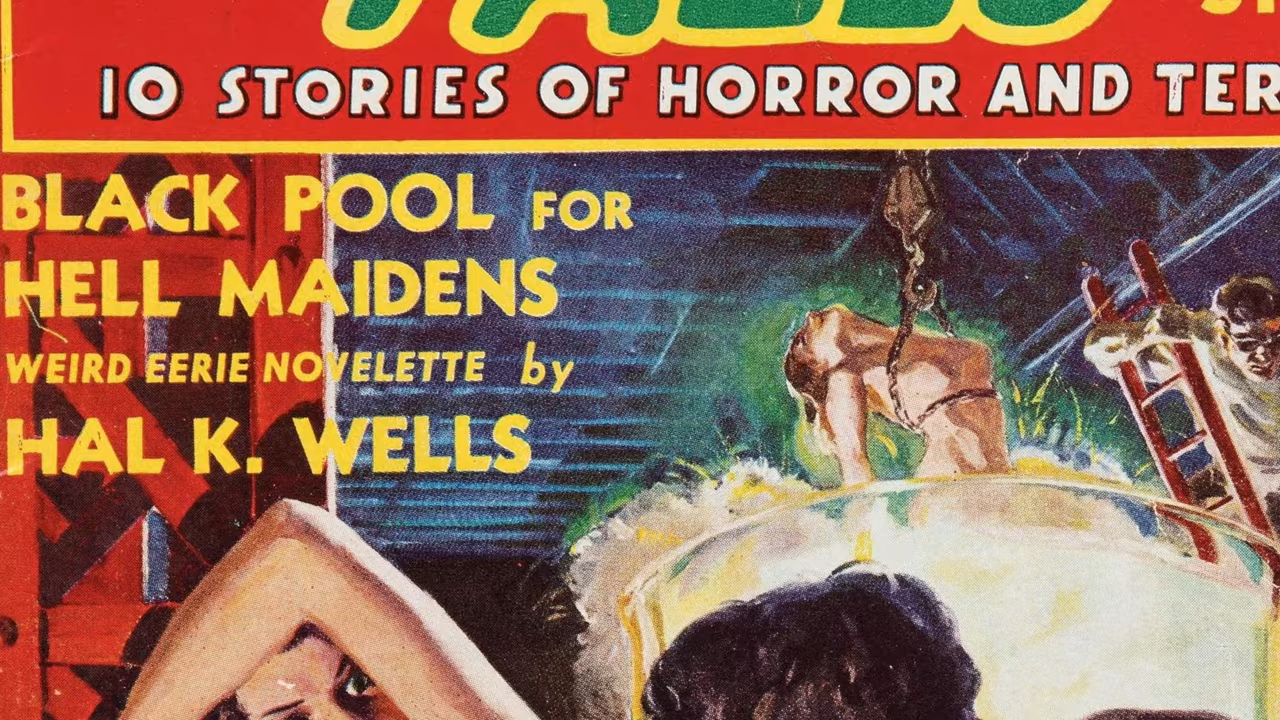 10 STORIES OF HORROR AND TER
BLACK POOL FOR
HELL MAIDENS
WEIRD EERIE NOVELETTE by
HAL K. WELLS